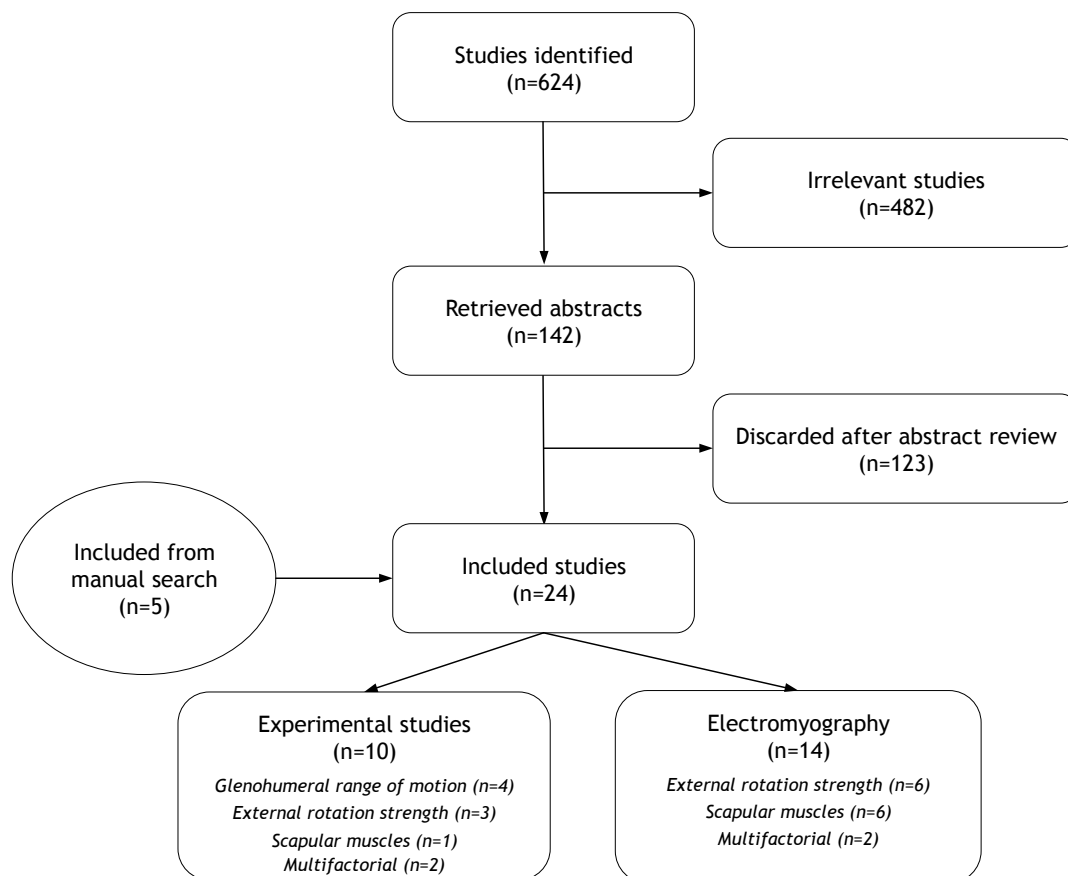 Studies identified
(n=624)
Irrelevant studies
(n=482)
Retrieved abstracts
(n=142)
Discarded after abstract review
(n=123)
Included from
manual search
(n=5)
Included studies
(n=24)
Experimental studies
(n=10)
Glenohumeral range of motion (n=4)
External rotation strength (n=3)
Scapular muscles (n=1)
Multifactorial (n=2)
Electromyography
(n=14)
External rotation strength (n=6)
Scapular muscles (n=6)
Multifactorial (n=2)